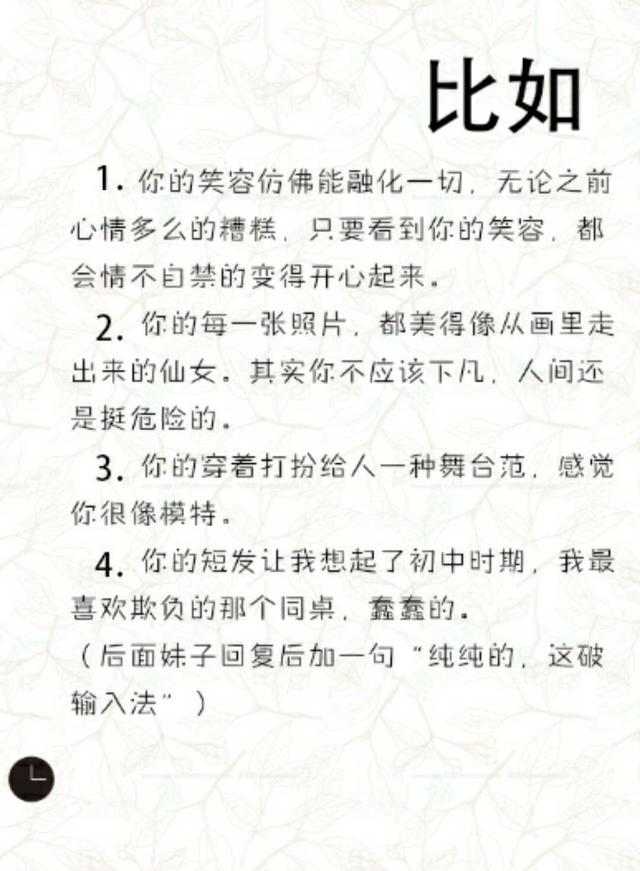 比如
1. 你的笑容仿佛能融化一切，无论之前
心情多么的糟糕，只要看到你的笑容，都
会情不自禁的变得开心起来。
2. 你的每一张照片，都美得像从画里走
出来的仙女。其实你不应该下凡，人间还
是挺危险的。
3. 你的穿着打扮给人一种舞台范，感觉
你很像模特。
4. 你的短发让我想起了初中时期，我最
喜欢欺负的那个同桌，蠢蠢的。
（后面妹子回复后加一句“纯纯的，这破
输入法”）